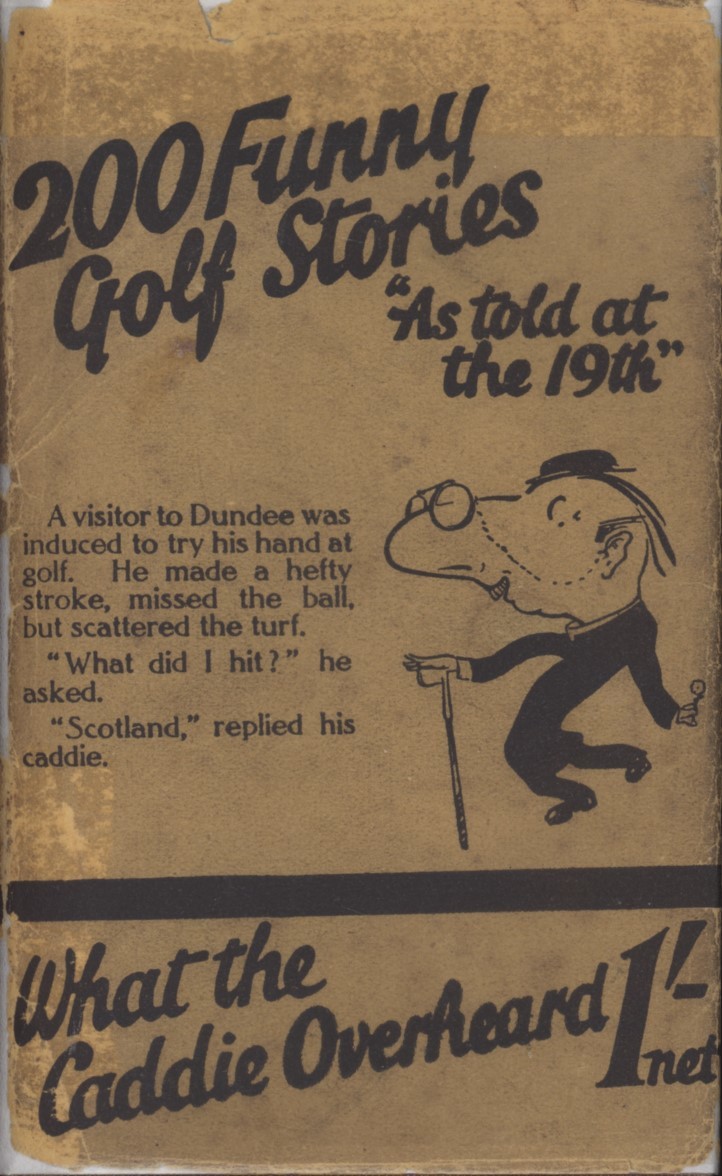 200 Funny
Golf Stories
"As told at
the 19th"
A visitor to Dundee was
induced to try his hand at
golf. He made a hefty
stroke, missed the ball,
but scattered the turf.
"What did I hit?" he
asked.
"Scotland," replied his
caddie.
What the
Caddie Overheard
1/-
net